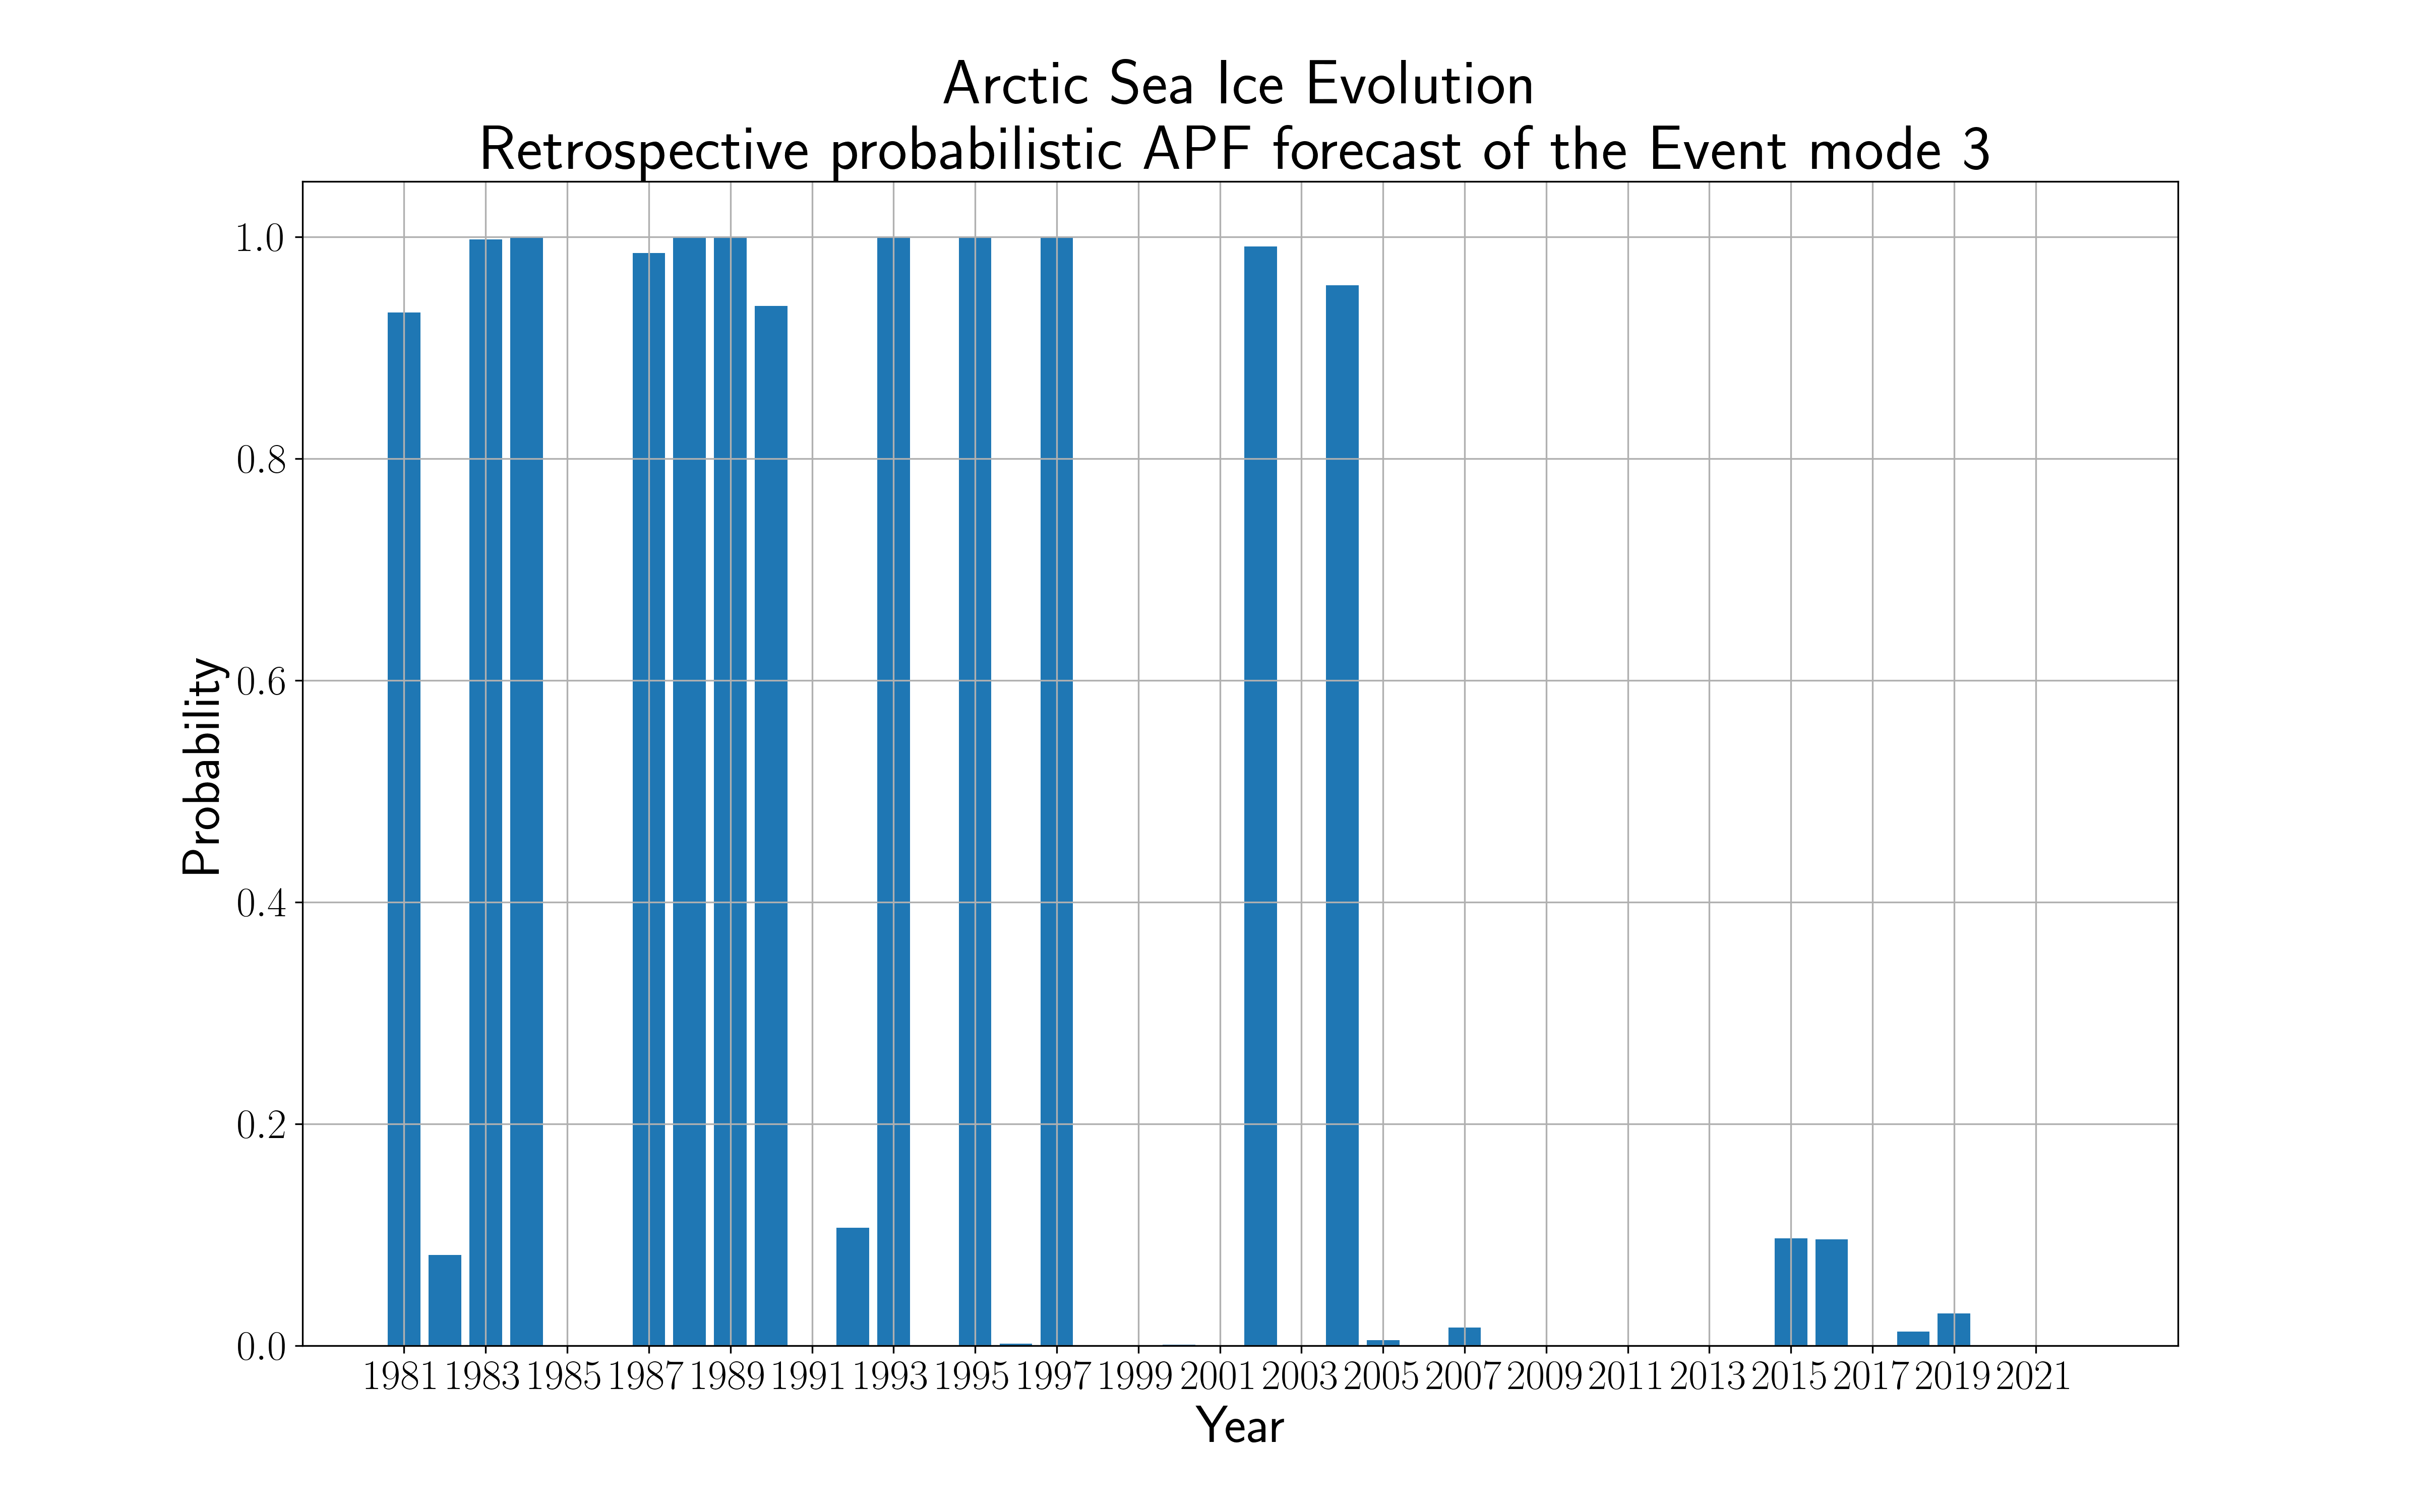 Arctic Sea Ice Evolution
Retrospective probabilistic APF forecast of the Event mode 3
1.0
0.8
0.6
0.4
0.2
0.0
Probability
1981 1983 1985 1987 1989 1991 1993 1995 1997 1999 2001 2003 2005 2007 2009 2011 2013 2015 2017 2019 2021
Year